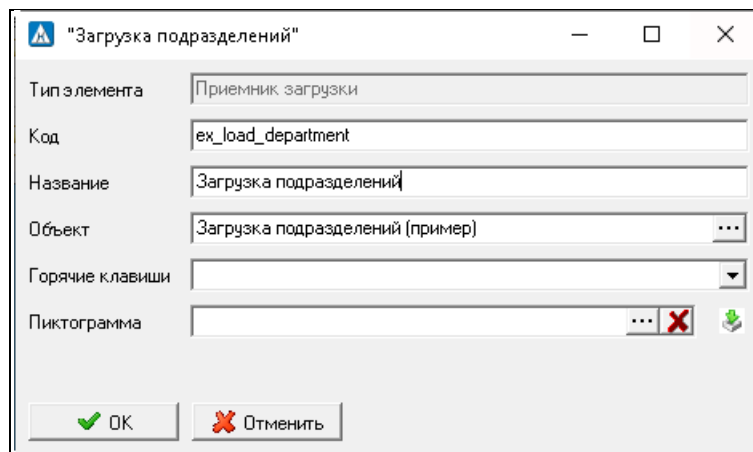 "Загрузка подразделений"
Тип элемента Приемник загрузки
Код ex_load_department
Название Загрузка подразделений
Объект Загрузка подразделений (пример) ...
Горячие клавиши
Пиктограмма ...
OK Отменить